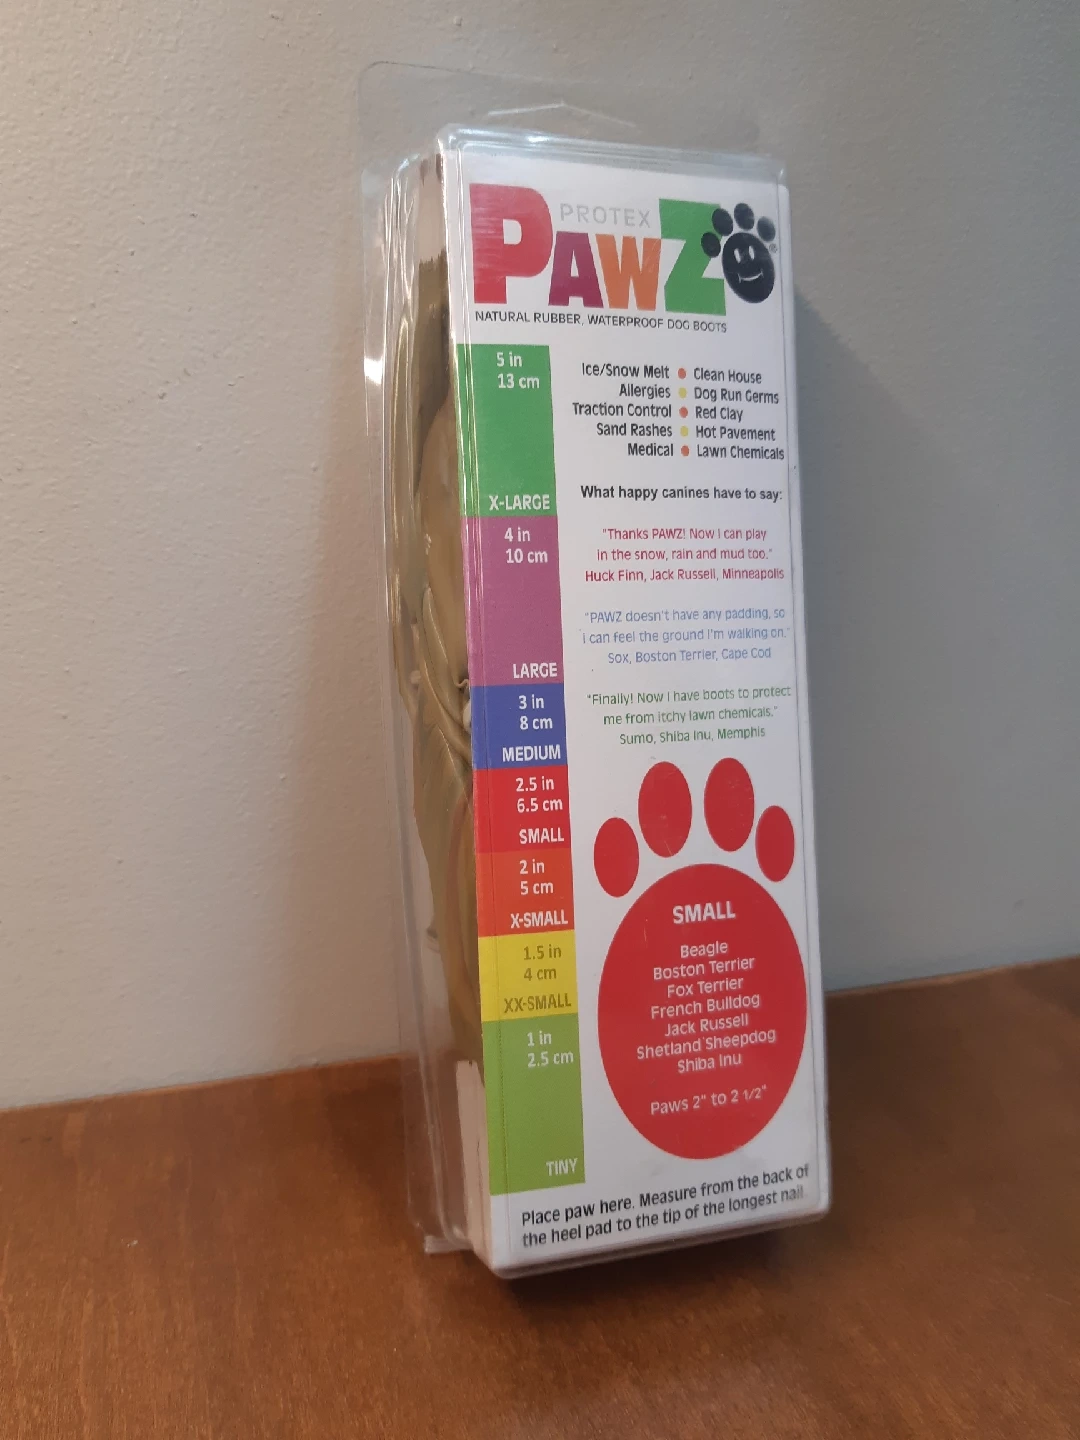 PROTEX
PAWZ ®
NATURAL RUBBER, WATERPROOF DOG BOOTS
5 in
13 cm
X-LARGE
4 in
10 cm
LARGE
3 in
8 cm
MEDIUM
2.5 in
6.5 cm
SMALL
2 in
5 cm
X-SMALL
1.5 in
4 cm
XX-SMALL
1 in
2.5 cm
TINY
Ice/Snow Melt • Clean House
Allergies • Dog Run Germs
Traction Control • Red Clay
Sand Rashes • Hot Pavement
Medical • Lawn Chemicals
What happy canines have to say:
"Thanks PAWZ! Now I can play
in the snow, rain and mud too."
Huck Finn, Jack Russell, Minneapolis
"PAWZ doesn't have any padding, so
i can feel the ground I'm walking on."
Sox, Boston Terrier, Cape Cod
"Finally! Now I have boots to protect
me from itchy lawn chemicals."
Sumo, Shiba Inu, Memphis
SMALL
Beagle
Boston Terrier
Fox Terrier
French Bulldog
Jack Russell
Shetland Sheepdog
Shiba Inu
Paws 2" to 2 1/2"
Place paw here. Measure from the back of
the heel pad to the tip of the longest nail.